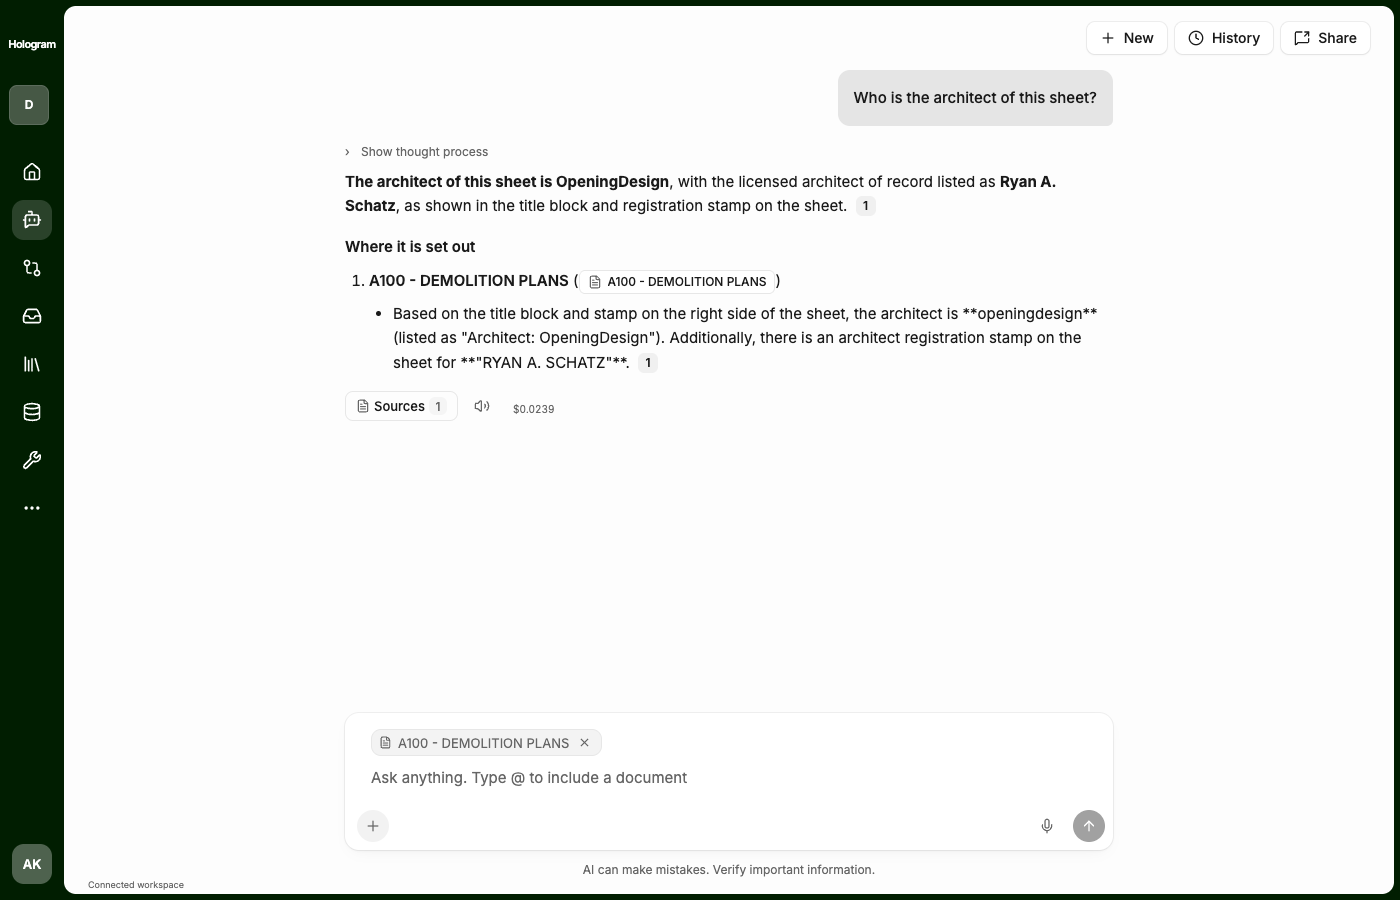 Hologram
New
History
Share
D
Who is the architect of this sheet?
Show thought process
The architect of this sheet is OpeningDesign, with the licensed architect of record listed as Ryan A.
Schatz, as shown in the title block and registration stamp on the sheet. 1
Where it is set out
1. A100 - DEMOLITION PLANS (A100 - DEMOLITION PLANS)
• Based on the title block and stamp on the right side of the sheet, the architect is **openingdesign**
(listed as "Architect: OpeningDesign"). Additionally, there is an architect registration stamp on the
sheet for **"RYAN A. SCHATZ"**. 1
Sources 1
$0.0239
A100 - DEMOLITION PLANS
Ask anything. Type @ to include a document
AK
AI can make mistakes. Verify important information.
Connected workspace